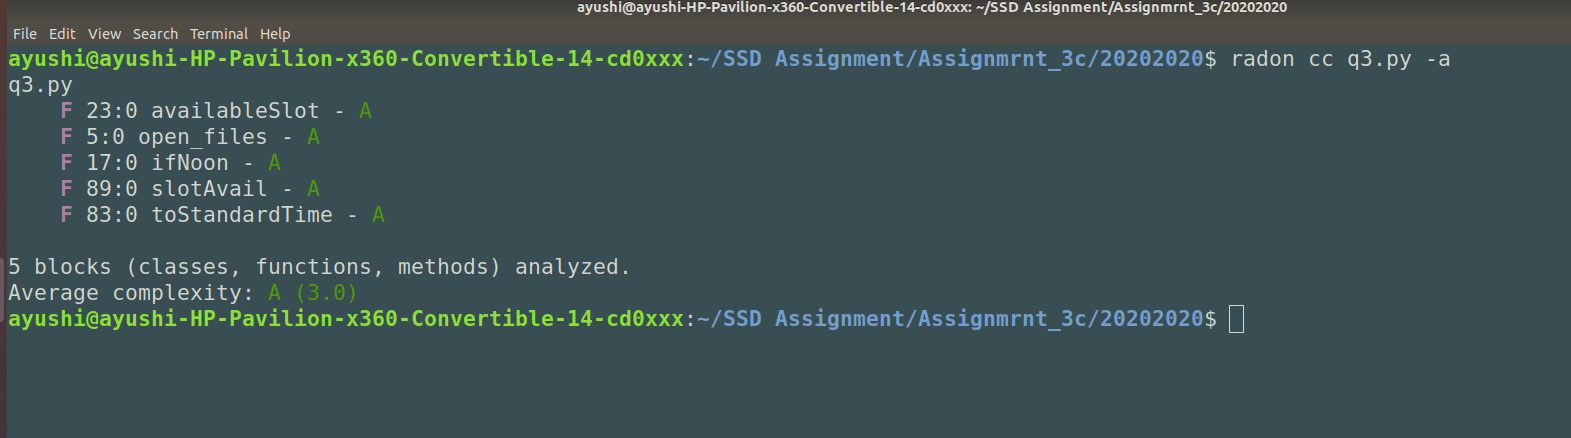 ayushi@ayushi-HP-Pavilion-x360-Convertible-14-cd0xxx: ~/SSD Assignment/Assignmrnt_3c/20202020
File Edit View Search Terminal Help
ayushi@ayushi-HP-Pavilion-x360-Convertible-14-cd0xxx:~/SSD Assignment/Assignmrnt_3c/20202020$ radon cc q3.py -a
q3.py
    F 23:0 availableSlot - A
    F 5:0 open_files - A
    F 17:0 ifNoon - A
    F 89:0 slotAvail - A
    F 83:0 toStandardTime - A
5 blocks (classes, functions, methods) analyzed.
Average complexity: A (3.0)
ayushi@ayushi-HP-Pavilion-x360-Convertible-14-cd0xxx:~/SSD Assignment/Assignmrnt_3c/20202020$